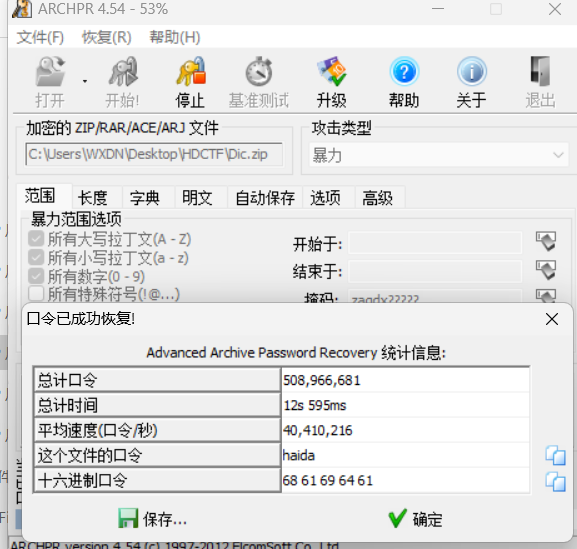 ARCHPR 4.54 - 53%
文件(F) 恢复(R) 帮助(H)
打开 开始! 停止 基准测试 升级 帮助 关于 退出
加密的 ZIP/RAR/ACE/ARJ 文件 攻击类型
C:\Users\WXDN\Desktop\HDCTF\Dic.zip 暴力
范围 长度 字典 明文 自动保存 选项 高级
暴力范围选项
所有大写拉丁文(A - Z) 开始于:
所有小写拉丁文(a - z)
所有数字(0 - 9) 结束于:
所有特殊符号(!@...) 掩码: zaqdx?????
口令已成功恢复!
Advanced Archive Password Recovery 统计信息:
总计口令 508,966,681
总计时间 12s 595ms
平均速度(口令/秒) 40,410,216
这个文件的口令 haida
十六进制口令 68 61 69 64 61
保存... 确定
ARCHPR version 4.54 (c) 1997-2012 ElcomSoft Co. Ltd.